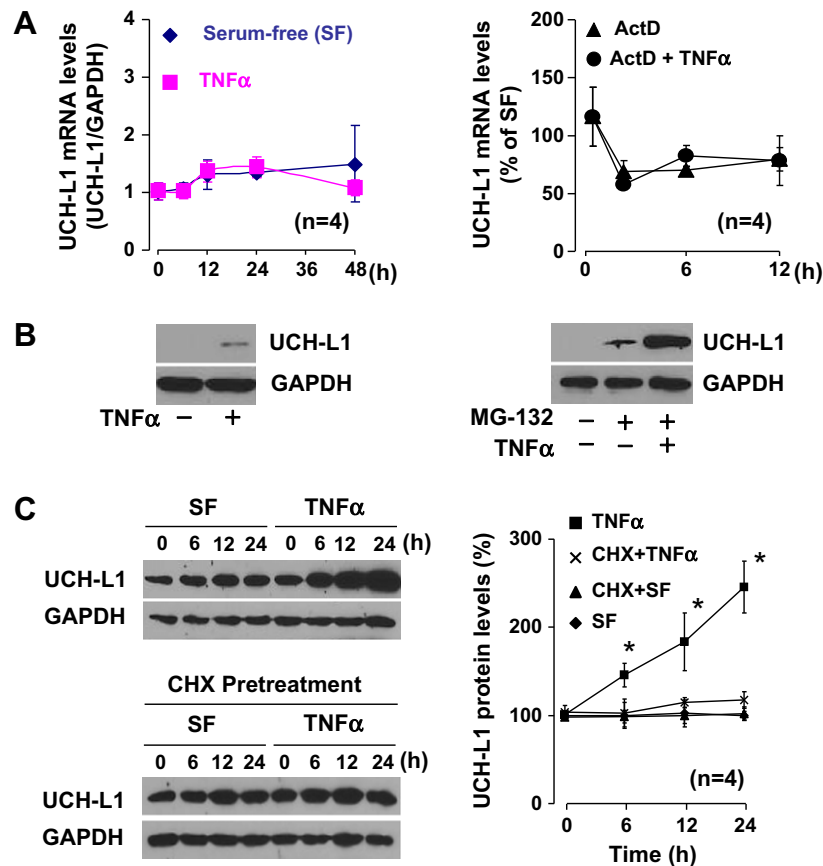 A
UCH-L1 mRNA levels
(UCH-L1/GAPDH)
4
3
2
1
0
Serum-free (SF)
TNFα
(n=4)
0 12 24 36 48 (h)
UCH-L1 mRNA levels
(% of SF)
200
150
100
50
0
ActD
ActD + TNFα
(n=4)
0 6 12 (h)
B
UCH-L1
GAPDH
TNFα − +
UCH-L1
GAPDH
MG-132 − + +
TNFα − − +
C
SF TNFα
0 6 12 24 0 6 12 24 (h)
UCH-L1
GAPDH
CHX Pretreatment
SF TNFα
0 6 12 24 0 6 12 24 (h)
UCH-L1
GAPDH
UCH-L1 protein levels (%)
300
200
100
0
TNFα
CHX+TNFα
CHX+SF
SF
* * *
(n=4)
0 6 12 24
Time (h)